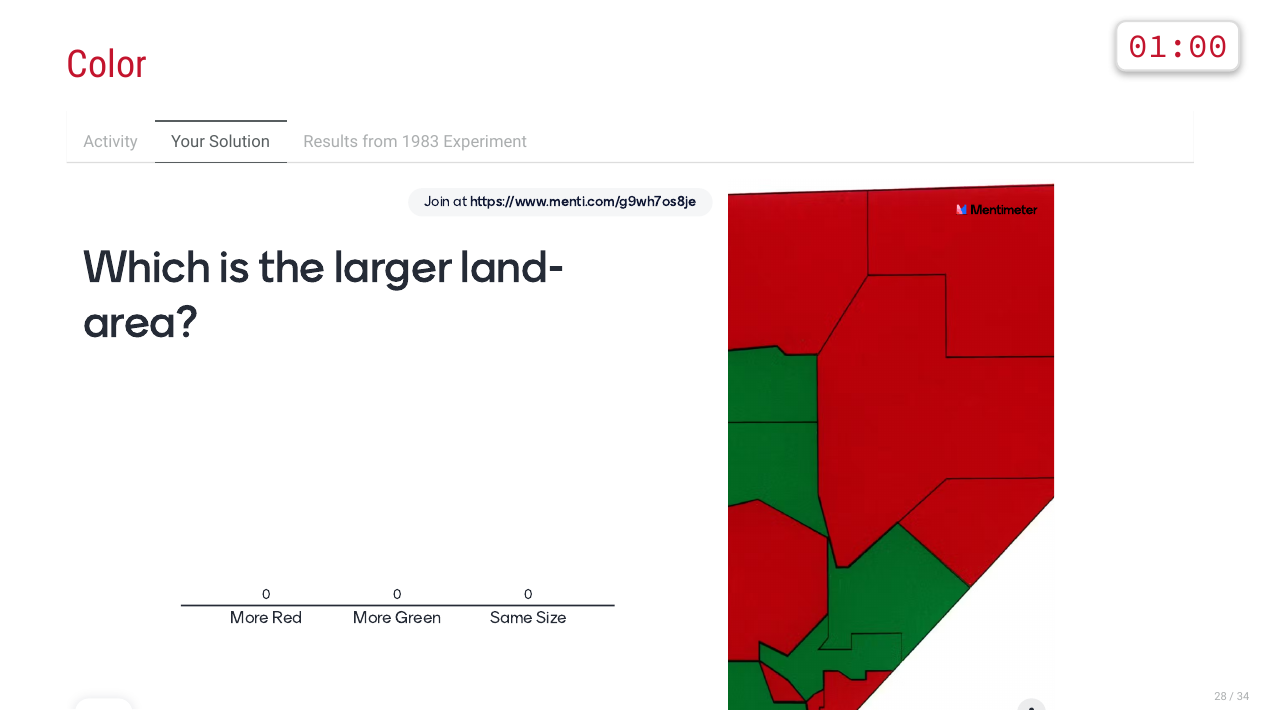 Color
01:00
Activity
Your Solution
Results from 1983 Experiment
Join at https://www.menti.com/g9wh7os8je
Mentimeter
Which is the larger land-
area?
0
0
0
More Red
More Green
Same Size
28 / 34